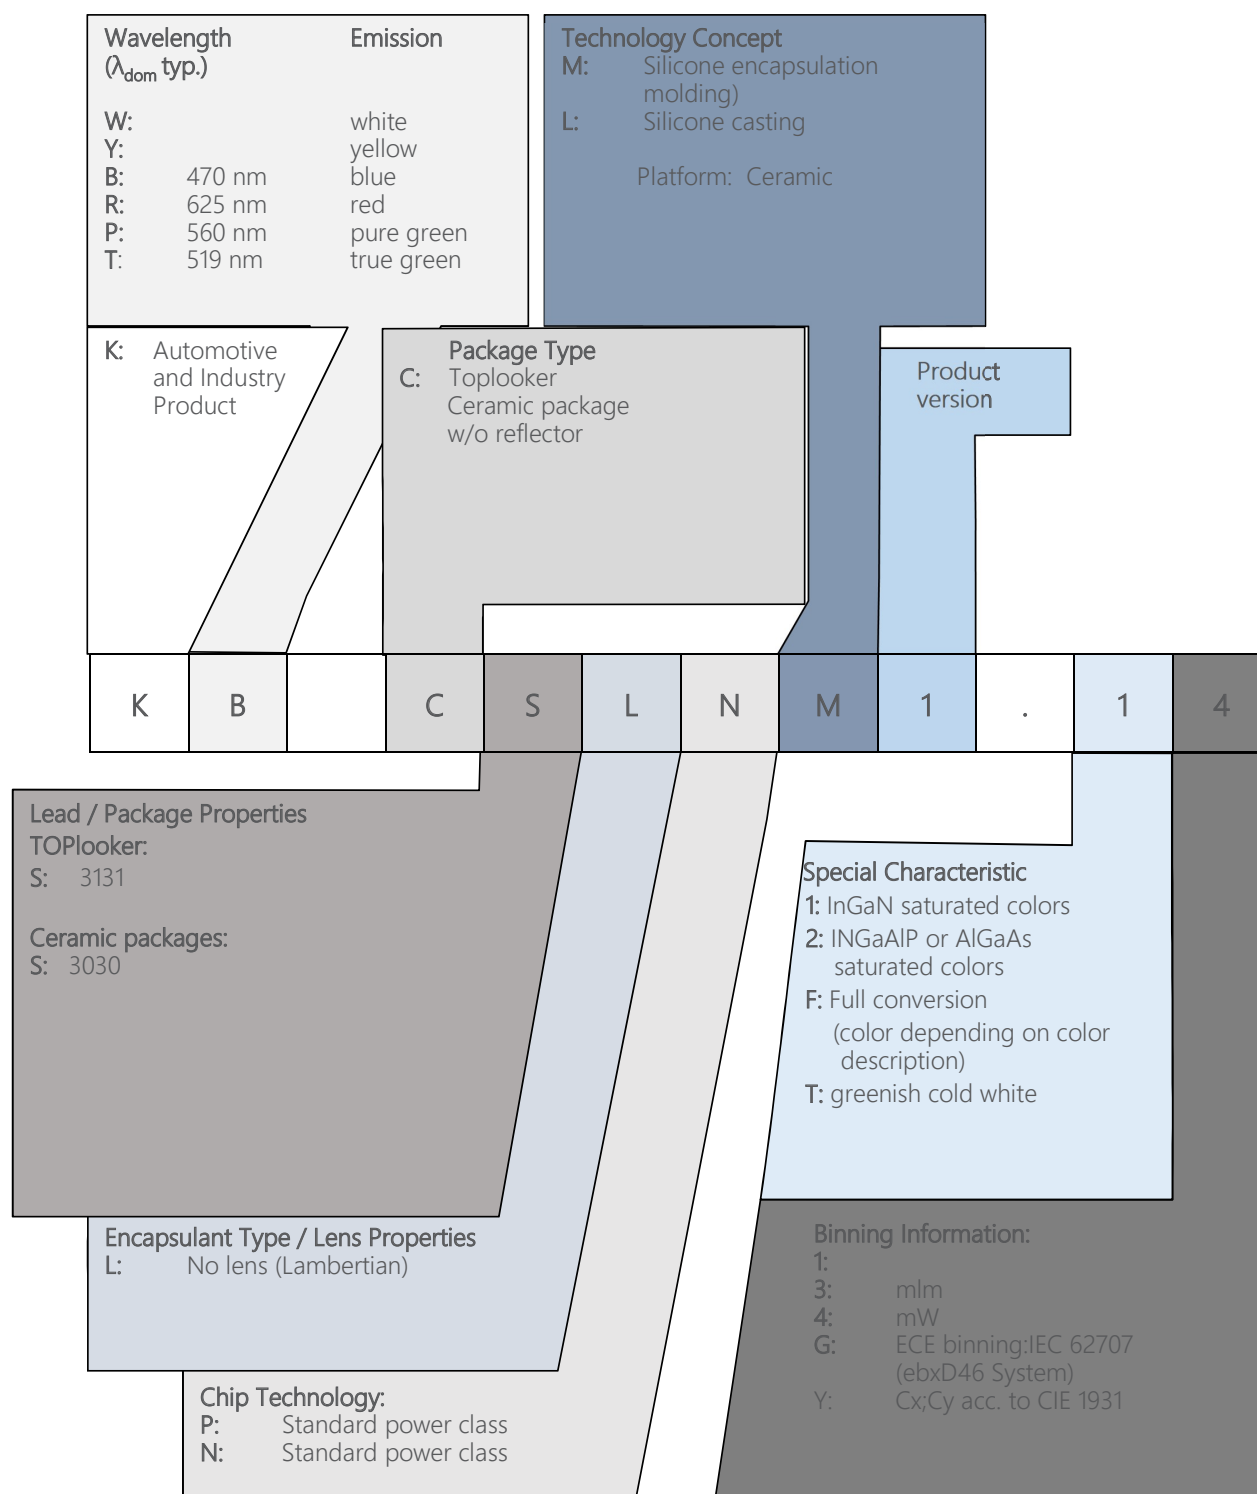 Wavelength Emission
(λdom typ.)
W: white
Y: yellow
B: 470 nm blue
R: 625 nm red
P: 560 nm pure green
T: 519 nm true green
Technology Concept
M: Silicone encapsulation
molding)
L: Silicone casting
Platform: Ceramic
K: Automotive
and Industry
Product
Package Type
C: Toplooker
Ceramic package
w/o reflector
Product
version
K B C S L N M 1 . 1 4
Lead / Package Properties
TOPlooker:
S: 3131
Ceramic packages:
S: 3030
Special Characteristic
1: InGaN saturated colors
2: INGaAlP or AlGaAs
saturated colors
F: Full conversion
(color depending on color
description)
T: greenish cold white
Encapsulant Type / Lens Properties
L: No lens (Lambertian)
Binning Information:
1:
3: mlm
4: mW
G: ECE binning:IEC 62707
(ebxD46 System)
Y: Cx;Cy acc. to CIE 1931
Chip Technology:
P: Standard power class
N: Standard power class